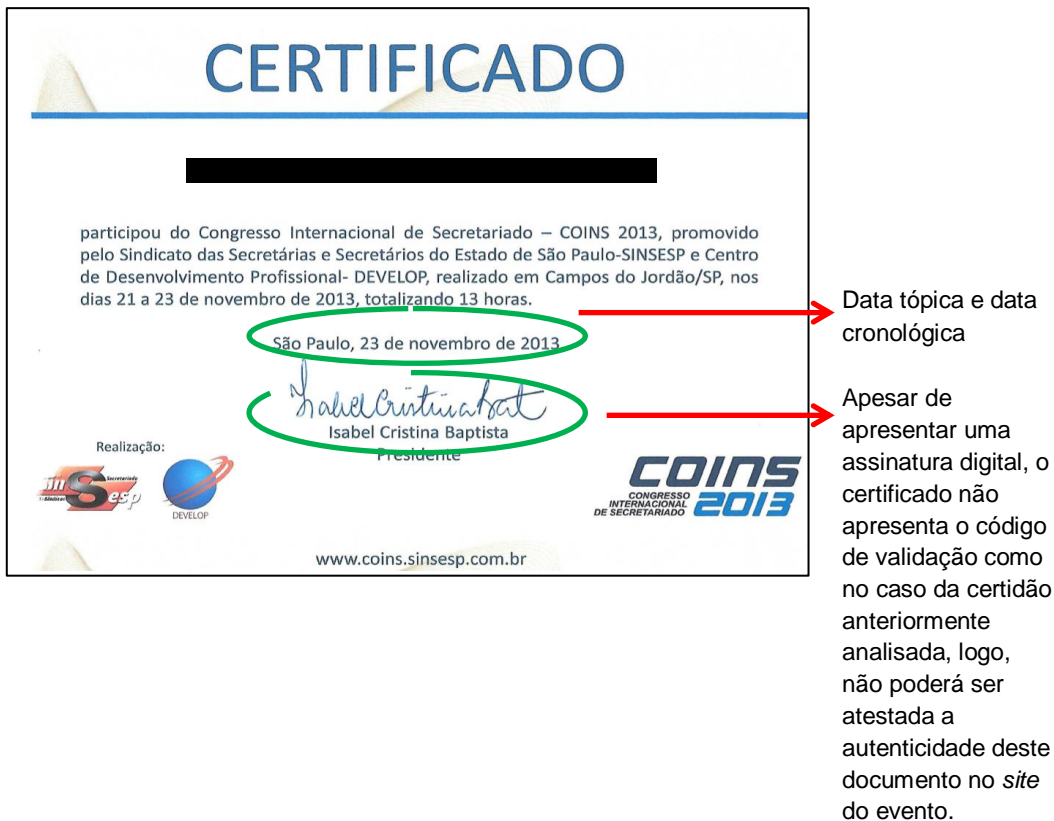 CERTIFICADO
participou do Congresso Internacional de Secretariado – COINS 2013, promovido
pelo Sindicato das Secretárias e Secretários do Estado de São Paulo-SINSESP e Centro
de Desenvolvimento Profissional- DEVELOP, realizado em Campos do Jordão/SP, nos
dias 21 a 23 de novembro de 2013, totalizando 13 horas.
São Paulo, 23 de novembro de 2013
Isabel Cristina Bat
Isabel Cristina Baptista
Presidente
Realização:
Secretariado
sinSesp
DEVELOP
COINS
CONGRESSO
INTERNACIONAL
DE SECRETARIADO
2013
www.coins.sinsesp.com.br
Data tópica e data
cronológica
Apesar de
apresentar uma
assinatura digital, o
certificado não
apresenta o código
de validação como
no caso da certidão
anteriormente
analisada, logo,
não poderá ser
atestada a
autenticidade deste
documento no site
do evento.